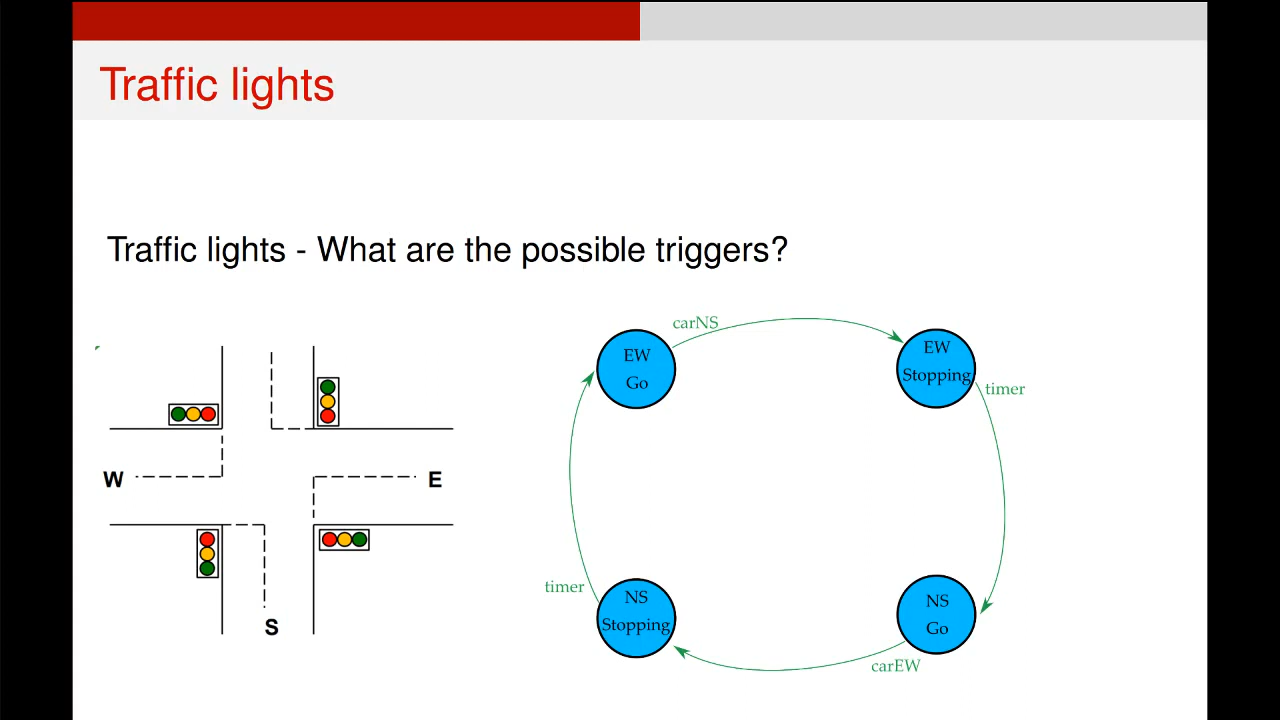 Traffic lights
Traffic lights - What are the possible triggers?
carNS
EW
Go
EW
Stopping
timer
W
E
S
timer
NS
Stopping
NS
Go
carEW